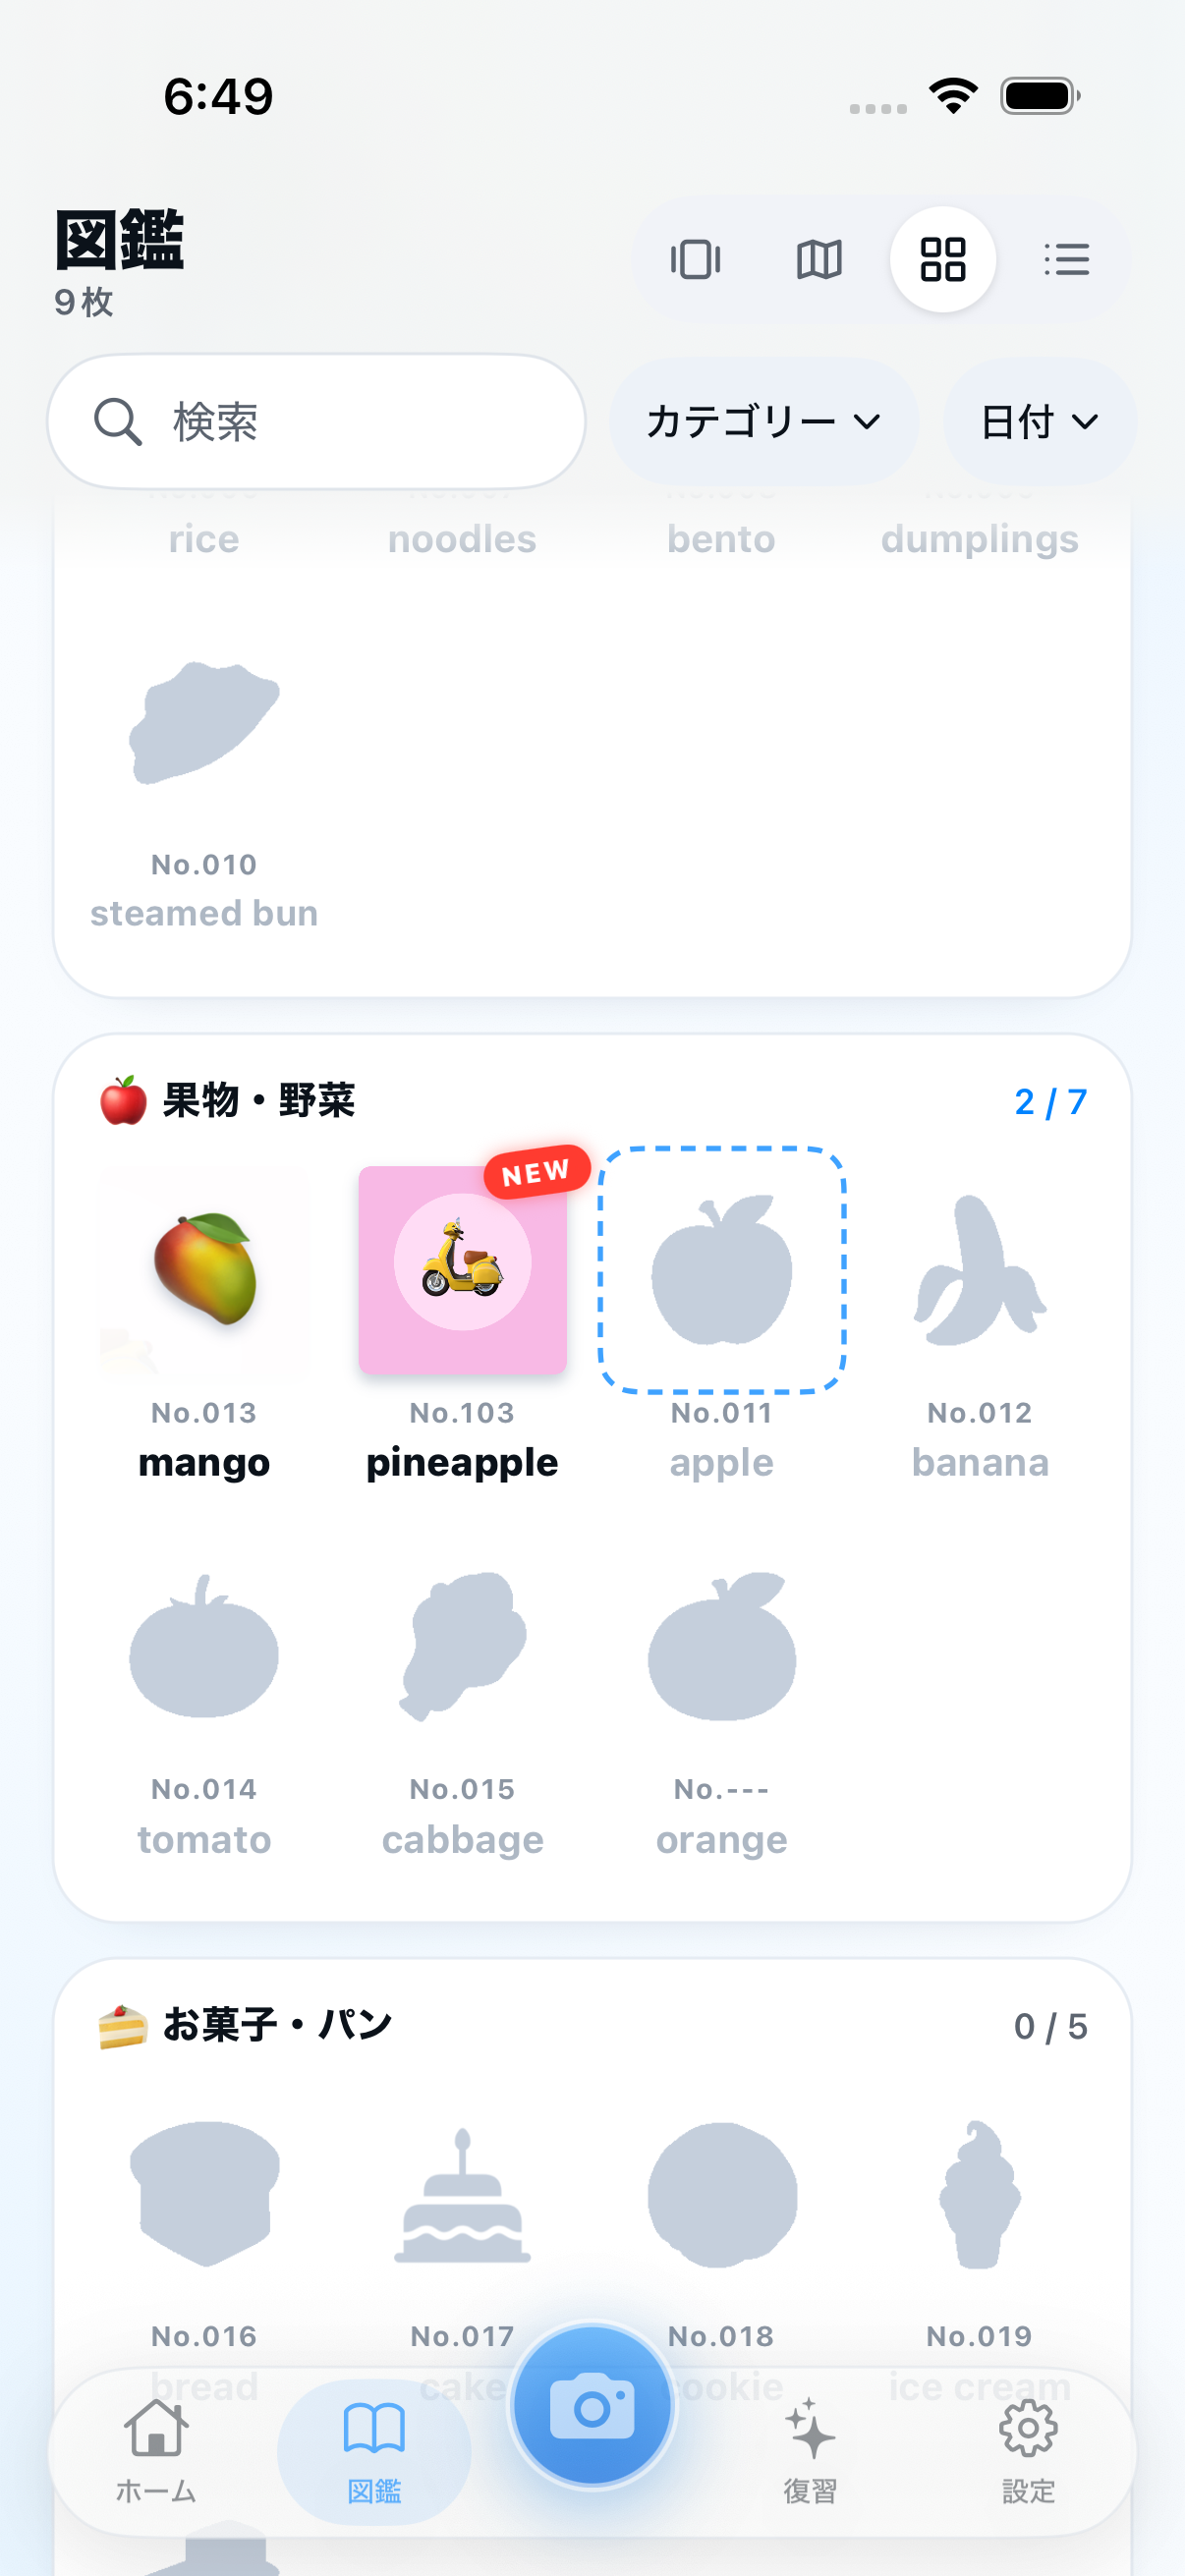 6:49
図鑑
9枚
検索
カテゴリー
日付
rice noodles bento dumplings
No.010
steamed bun
果物・野菜
2 / 7
NEW
No.013 No.103 No.011 No.012
mango pineapple apple banana
No.014 No.015 No.---
tomato cabbage orange
お菓子・パン
0 / 5
No.016 No.017 No.018 No.019
bread cake ookie ice cream
ホーム 図鑑 復習 設定